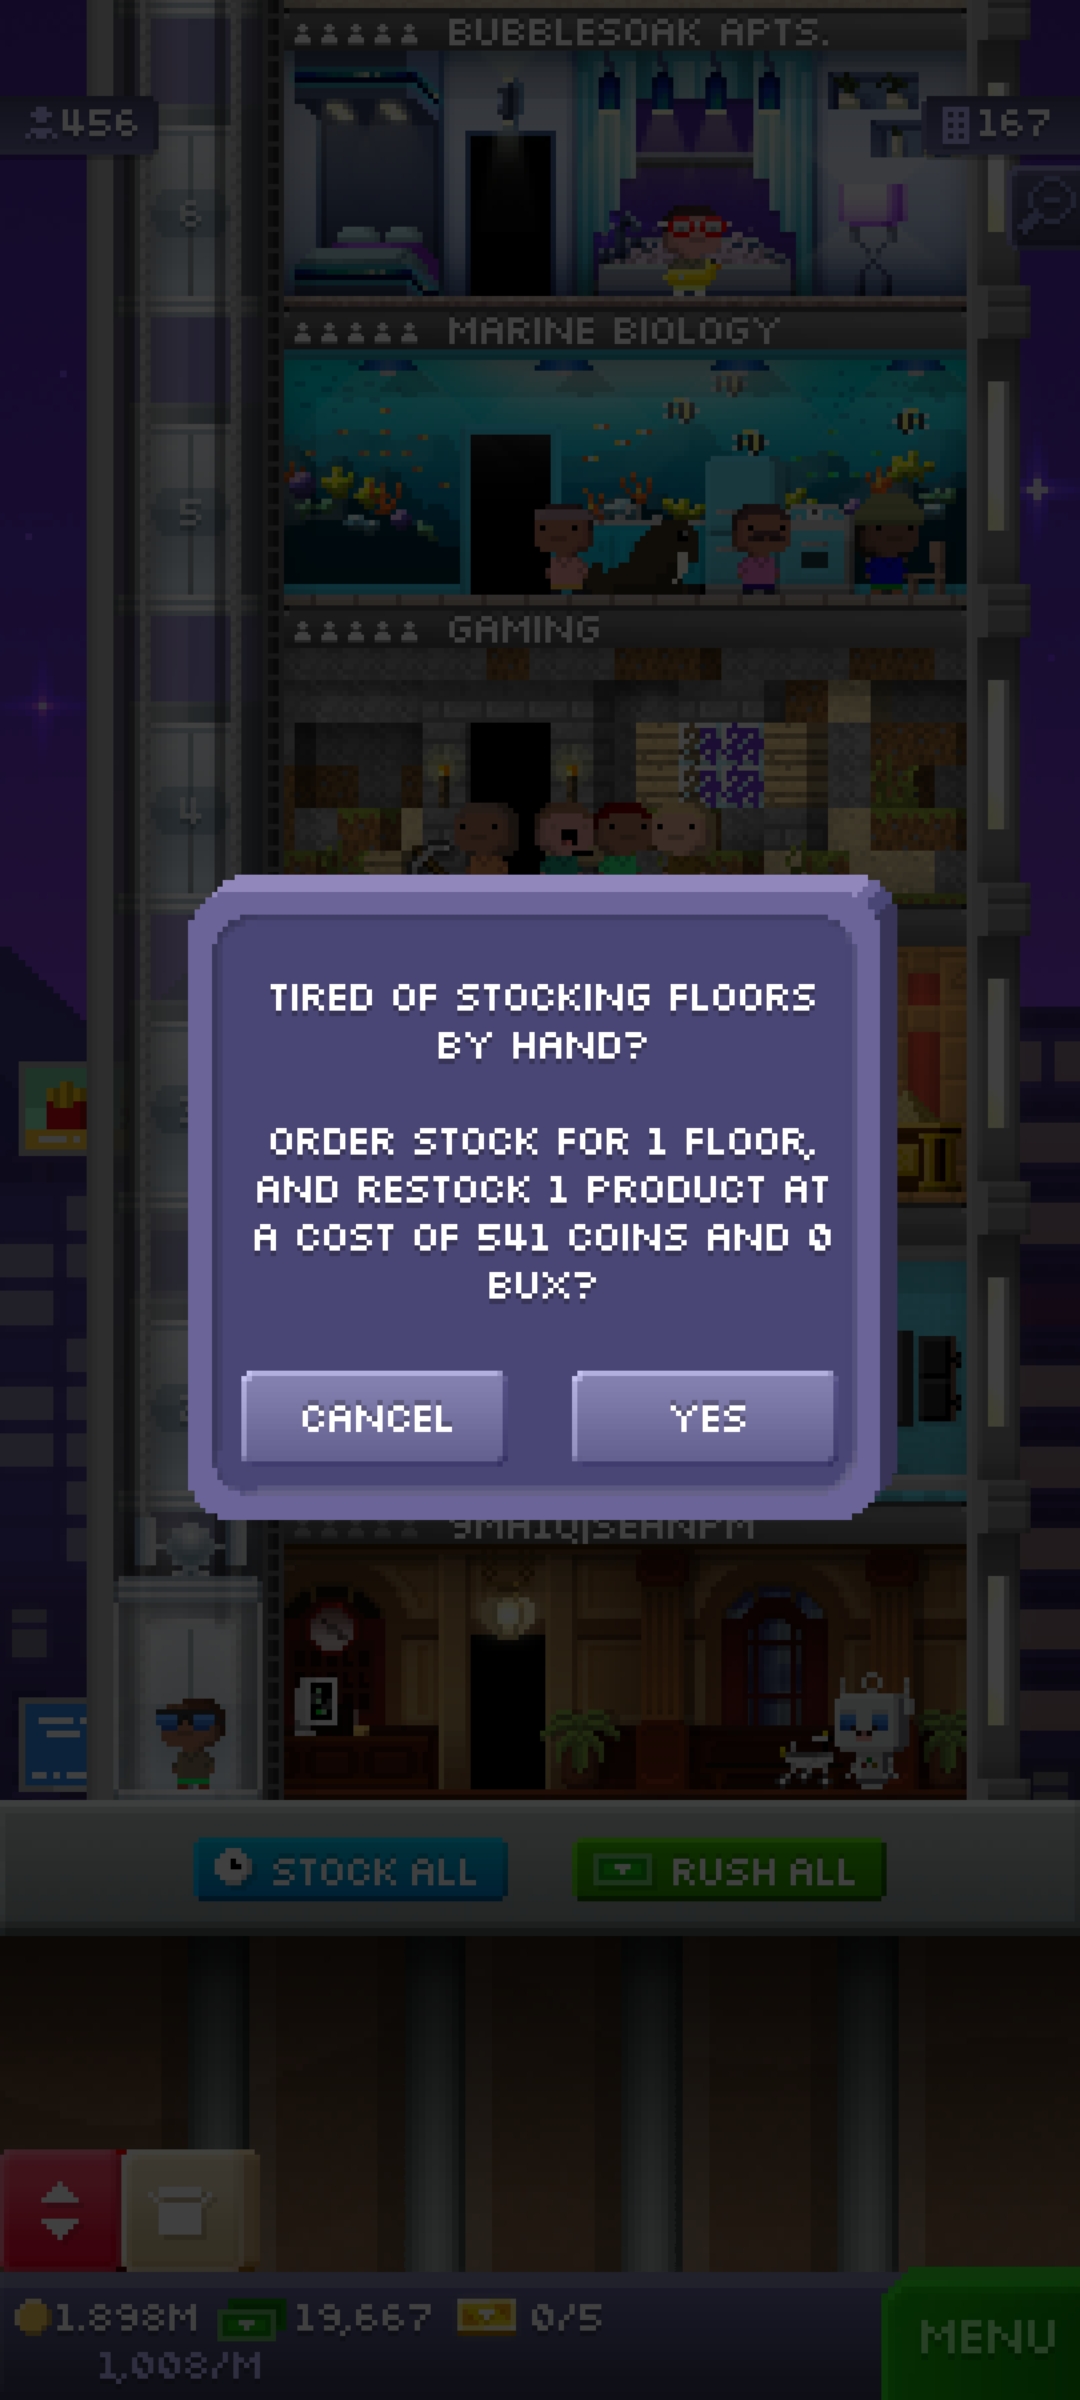 BUBBLESOAK APTS.
456
167
6
MARINE BIOLOGY
5
GAMING
4
TIRED OF STOCKING FLOORS
BY HAND?
ORDER STOCK FOR 1 FLOOR,
AND RESTOCK 1 PRODUCT AT
A COST OF 541 COINS AND 0
BUX?
CANCEL
YES
STOCK ALL
RUSH ALL
1.898M
19,667
0/5
1,008/M
MENU